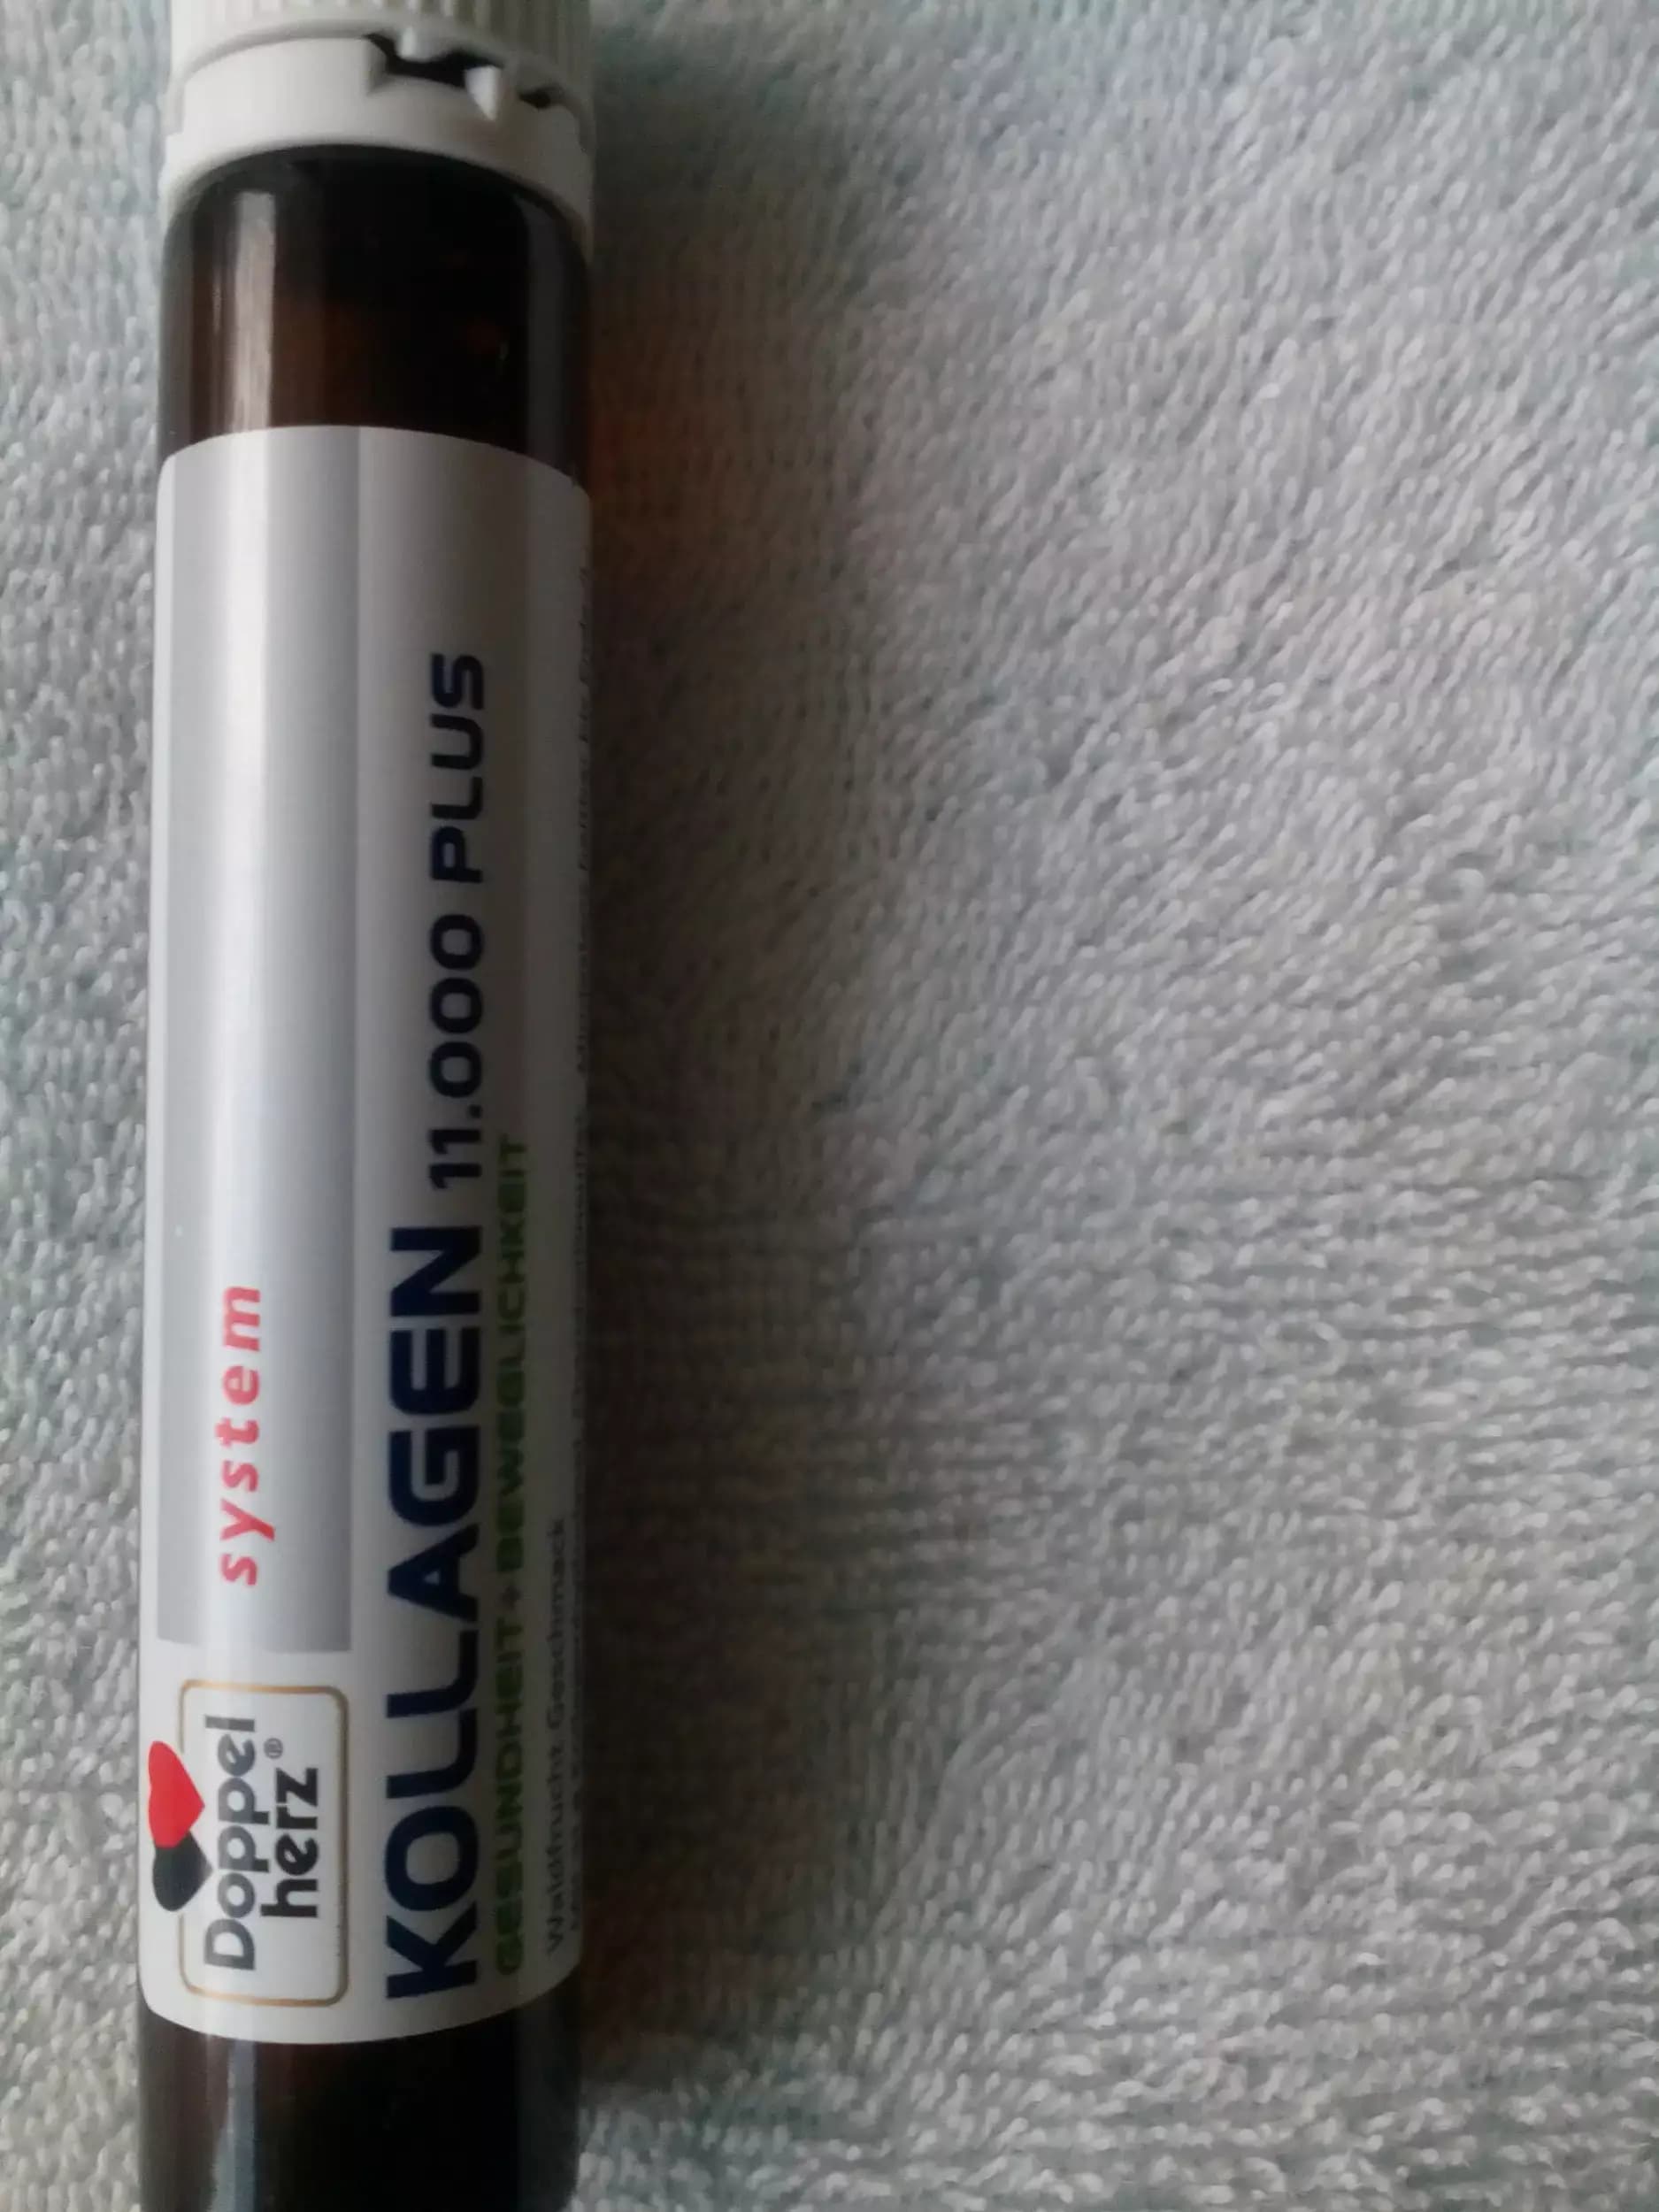 Doppel
herz®
system
KOLLAGEN 11.000 PLUS
GESUNDHEIT + BEWEGLICHKEIT
Waldfrucht-Geschmack